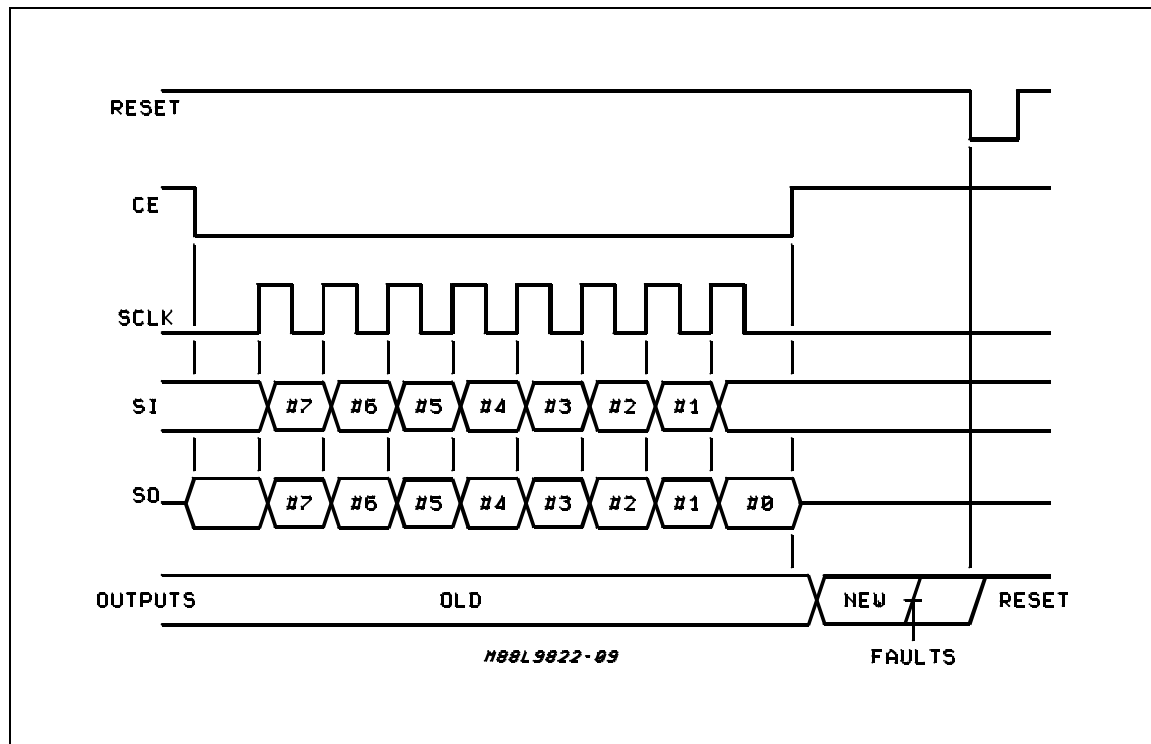 RESET
CE
SCLK
SI #7 #6 #5 #4 #3 #2 #1
SO #7 #6 #5 #4 #3 #2 #1 #0
OUTPUTS OLD NEW RESET
M88L9822-09 FAULTS